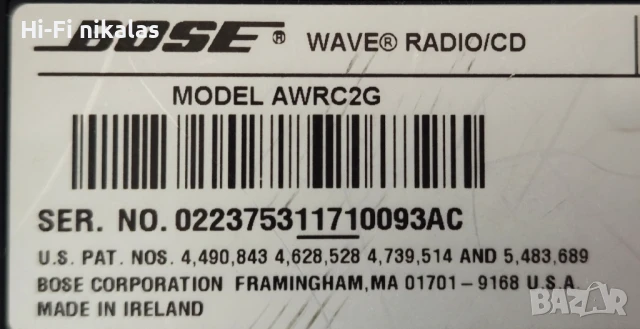 Hi-Fi nikalas
BOSE® WAVE® RADIO/CD
MODEL AWRC2G
SER. NO. 022375311710093AC
U.S. PAT. NOS. 4,490,843 4,628,528 4,739,514 AND 5,483,689
BOSE CORPORATION FRAMINGHAM,MA 01701-9168 U.S.A.
MADE IN IRELAND
BAZAR